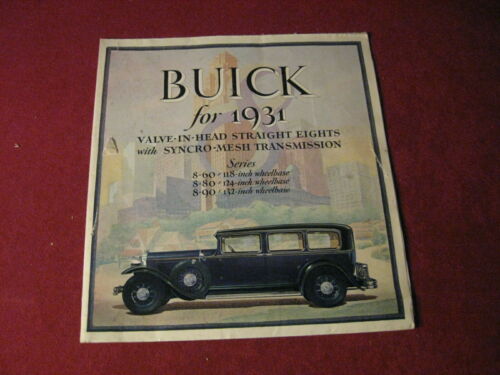 BUICK
for 1931
VALVE-IN-HEAD STRAIGHT EIGHTS
with SYNCRO-MESH TRANSMISSION
Series
8-60 · 118-inch wheelbase
8-80 · 124-inch wheelbase
8-90 · 132-inch wheelbase